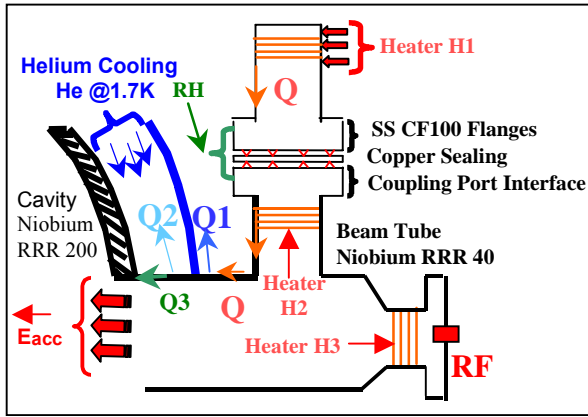 Heater H1
Helium Cooling
He @1.7K
RH
Q
SS CF100 Flanges
Copper Sealing
Coupling Port Interface
Cavity
Niobium
RRR 200
Q2
Q1
Beam Tube
Niobium RRR 40
Q3
Q
Heater
H2
Eacc
Heater H3
RF